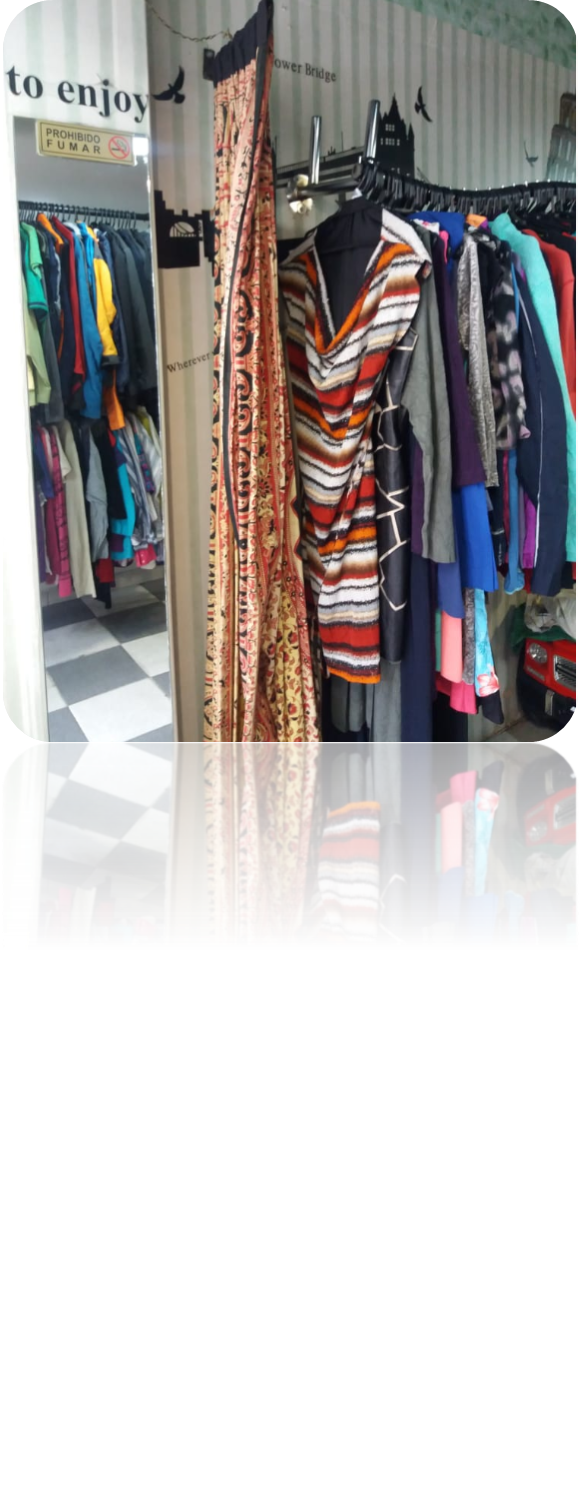 to enjoy
PROHIBIDO
FUMAR
ower Bridge
Wherever